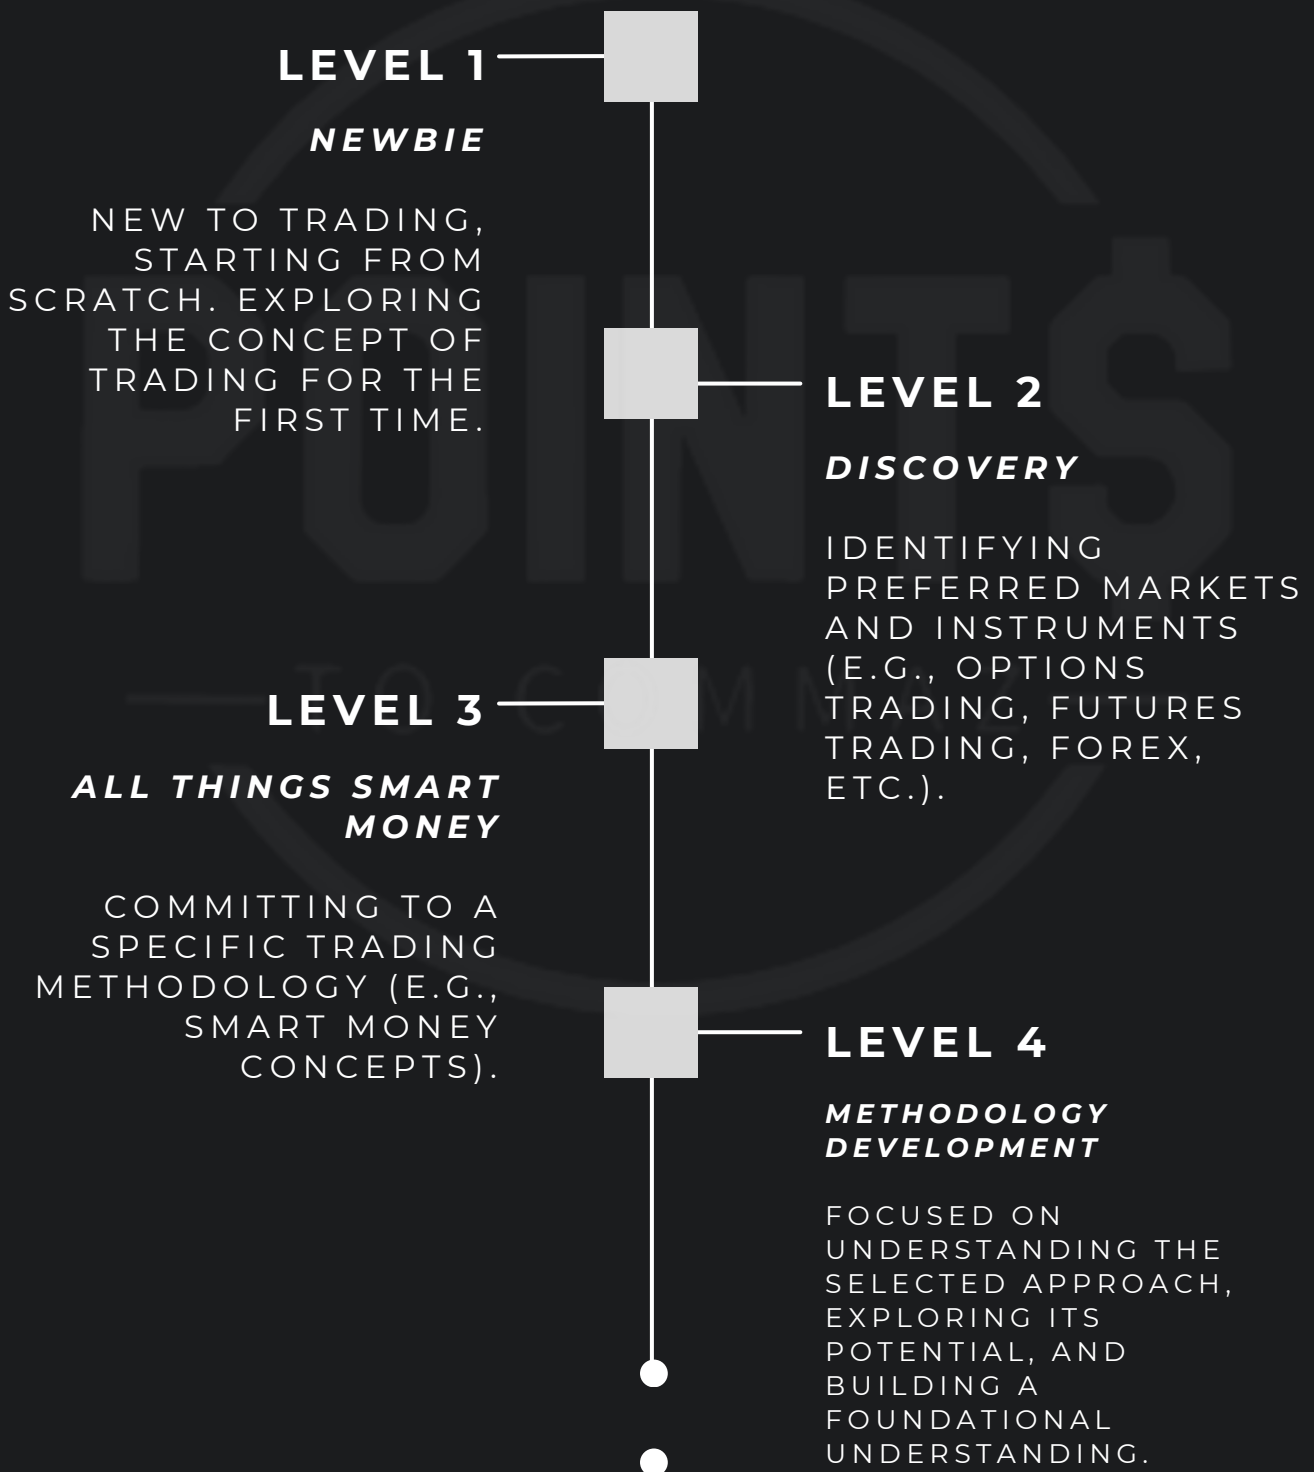 LEVEL 1
NEWBIE
NEW TO TRADING,
STARTING FROM
SCRATCH. EXPLORING
THE CONCEPT OF
TRADING FOR THE
FIRST TIME.
LEVEL 2
DISCOVERY
IDENTIFYING
PREFERRED MARKETS
AND INSTRUMENTS
(E.G., OPTIONS
TRADING, FUTURES
TRADING, FOREX,
ETC.).
LEVEL 3
ALL THINGS SMART
MONEY
COMMITTING TO A
SPECIFIC TRADING
METHODOLOGY (E.G.,
SMART MONEY
CONCEPTS).
LEVEL 4
METHODOLOGY
DEVELOPMENT
FOCUSED ON
UNDERSTANDING THE
SELECTED APPROACH,
EXPLORING ITS
POTENTIAL, AND
BUILDING A
FOUNDATIONAL
UNDERSTANDING.
POINT$